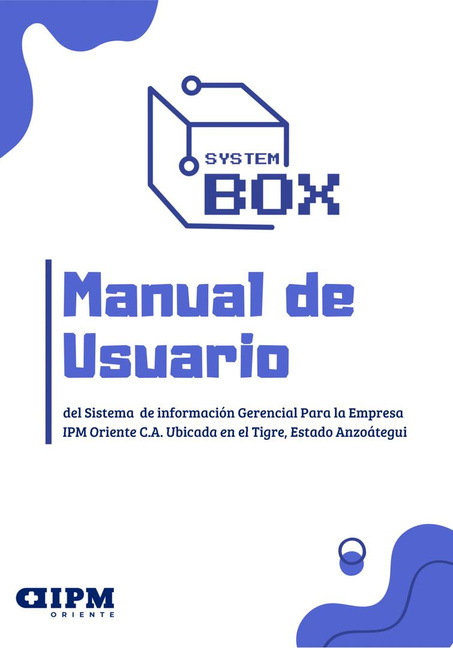 SYSTEM
BOX
Manual de
Usuario
del Sistema de información Gerencial Para la Empresa
IPM Oriente C.A. Ubicada en el Tigre, Estado Anzoátegui
IPM
ORIENTE